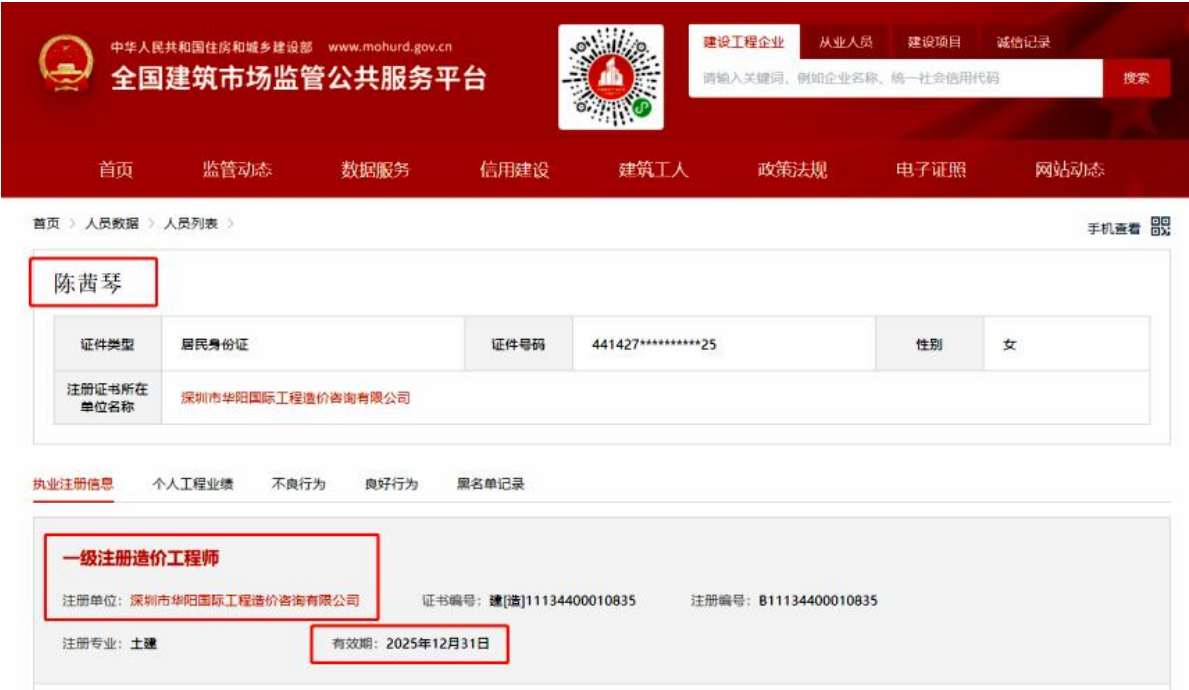 中华人民共和国住房和城乡建设部 www.mohurd.gov.cn
全国建筑市场监管公共服务平台
建设工程企业 从业人员 建设项目 诚信记录
请输入关键词，例如企业名称、统一社会信用代码 搜索
首页 监管动态 数据服务 信用建设 建筑工人 政策法规 电子证照 网站动态
首页 > 人员数据 > 人员列表 >
手机查看
陈茜琴
证件类型 居民身份证 证件号码 441427**********25 性别 女
注册证书所在
单位名称
深圳市华阳国际工程造价咨询有限公司
执业注册信息 个人工程业绩 不良行为 良好行为 黑名单记录
一级注册造价工程师
注册单位：深圳市华阳国际工程造价咨询有限公司 证书编号：建[造]11134400010835 注册编号：B11134400010835
注册专业：土建 有效期：2025年12月31日